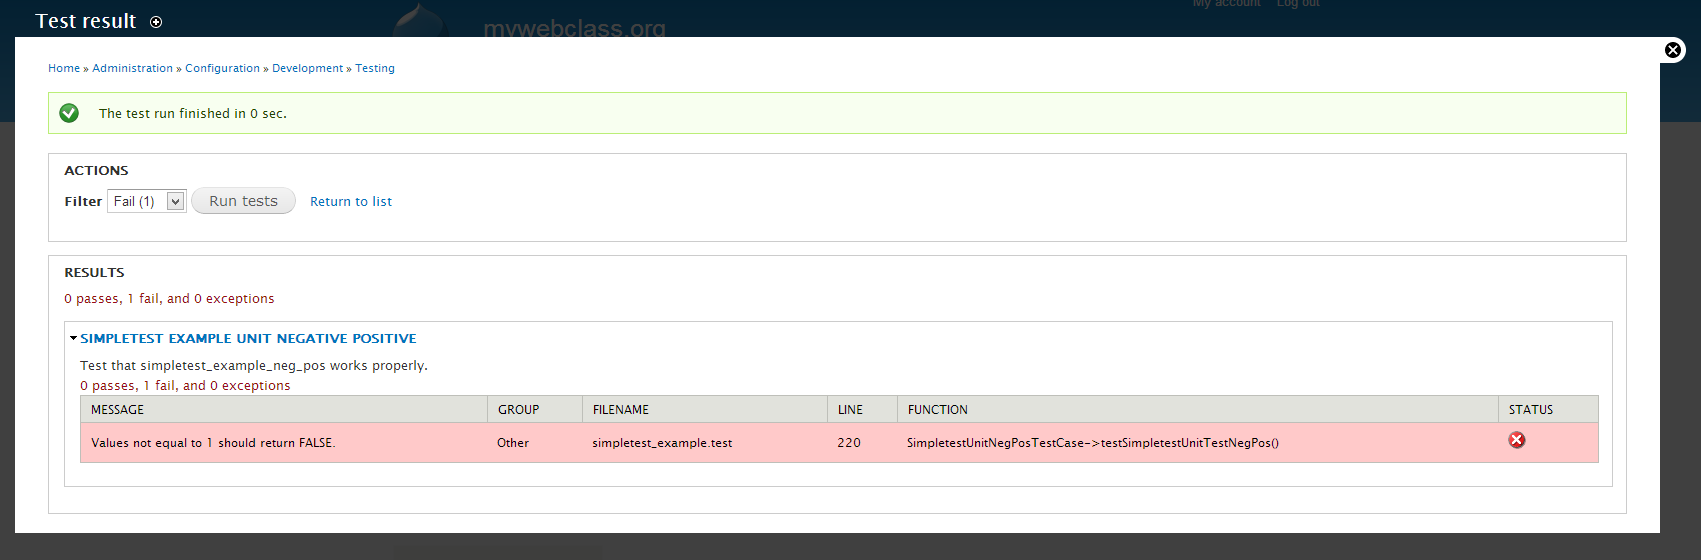 My account Log out
Test result
mywebclass.org
Home » Administration » Configuration » Development » Testing
The test run finished in 0 sec.
ACTIONS
Filter Fail (1) Run tests Return to list
RESULTS
0 passes, 1 fail, and 0 exceptions
SIMPLETEST EXAMPLE UNIT NEGATIVE POSITIVE
Test that simpletest_example_neg_pos works properly.
0 passes, 1 fail, and 0 exceptions
MESSAGE GROUP FILENAME LINE FUNCTION STATUS
Values not equal to 1 should return FALSE. Other simpletest_example.test 220 SimpletestUnitNegPosTestCase->testSimpletestUnitTestNegPos()